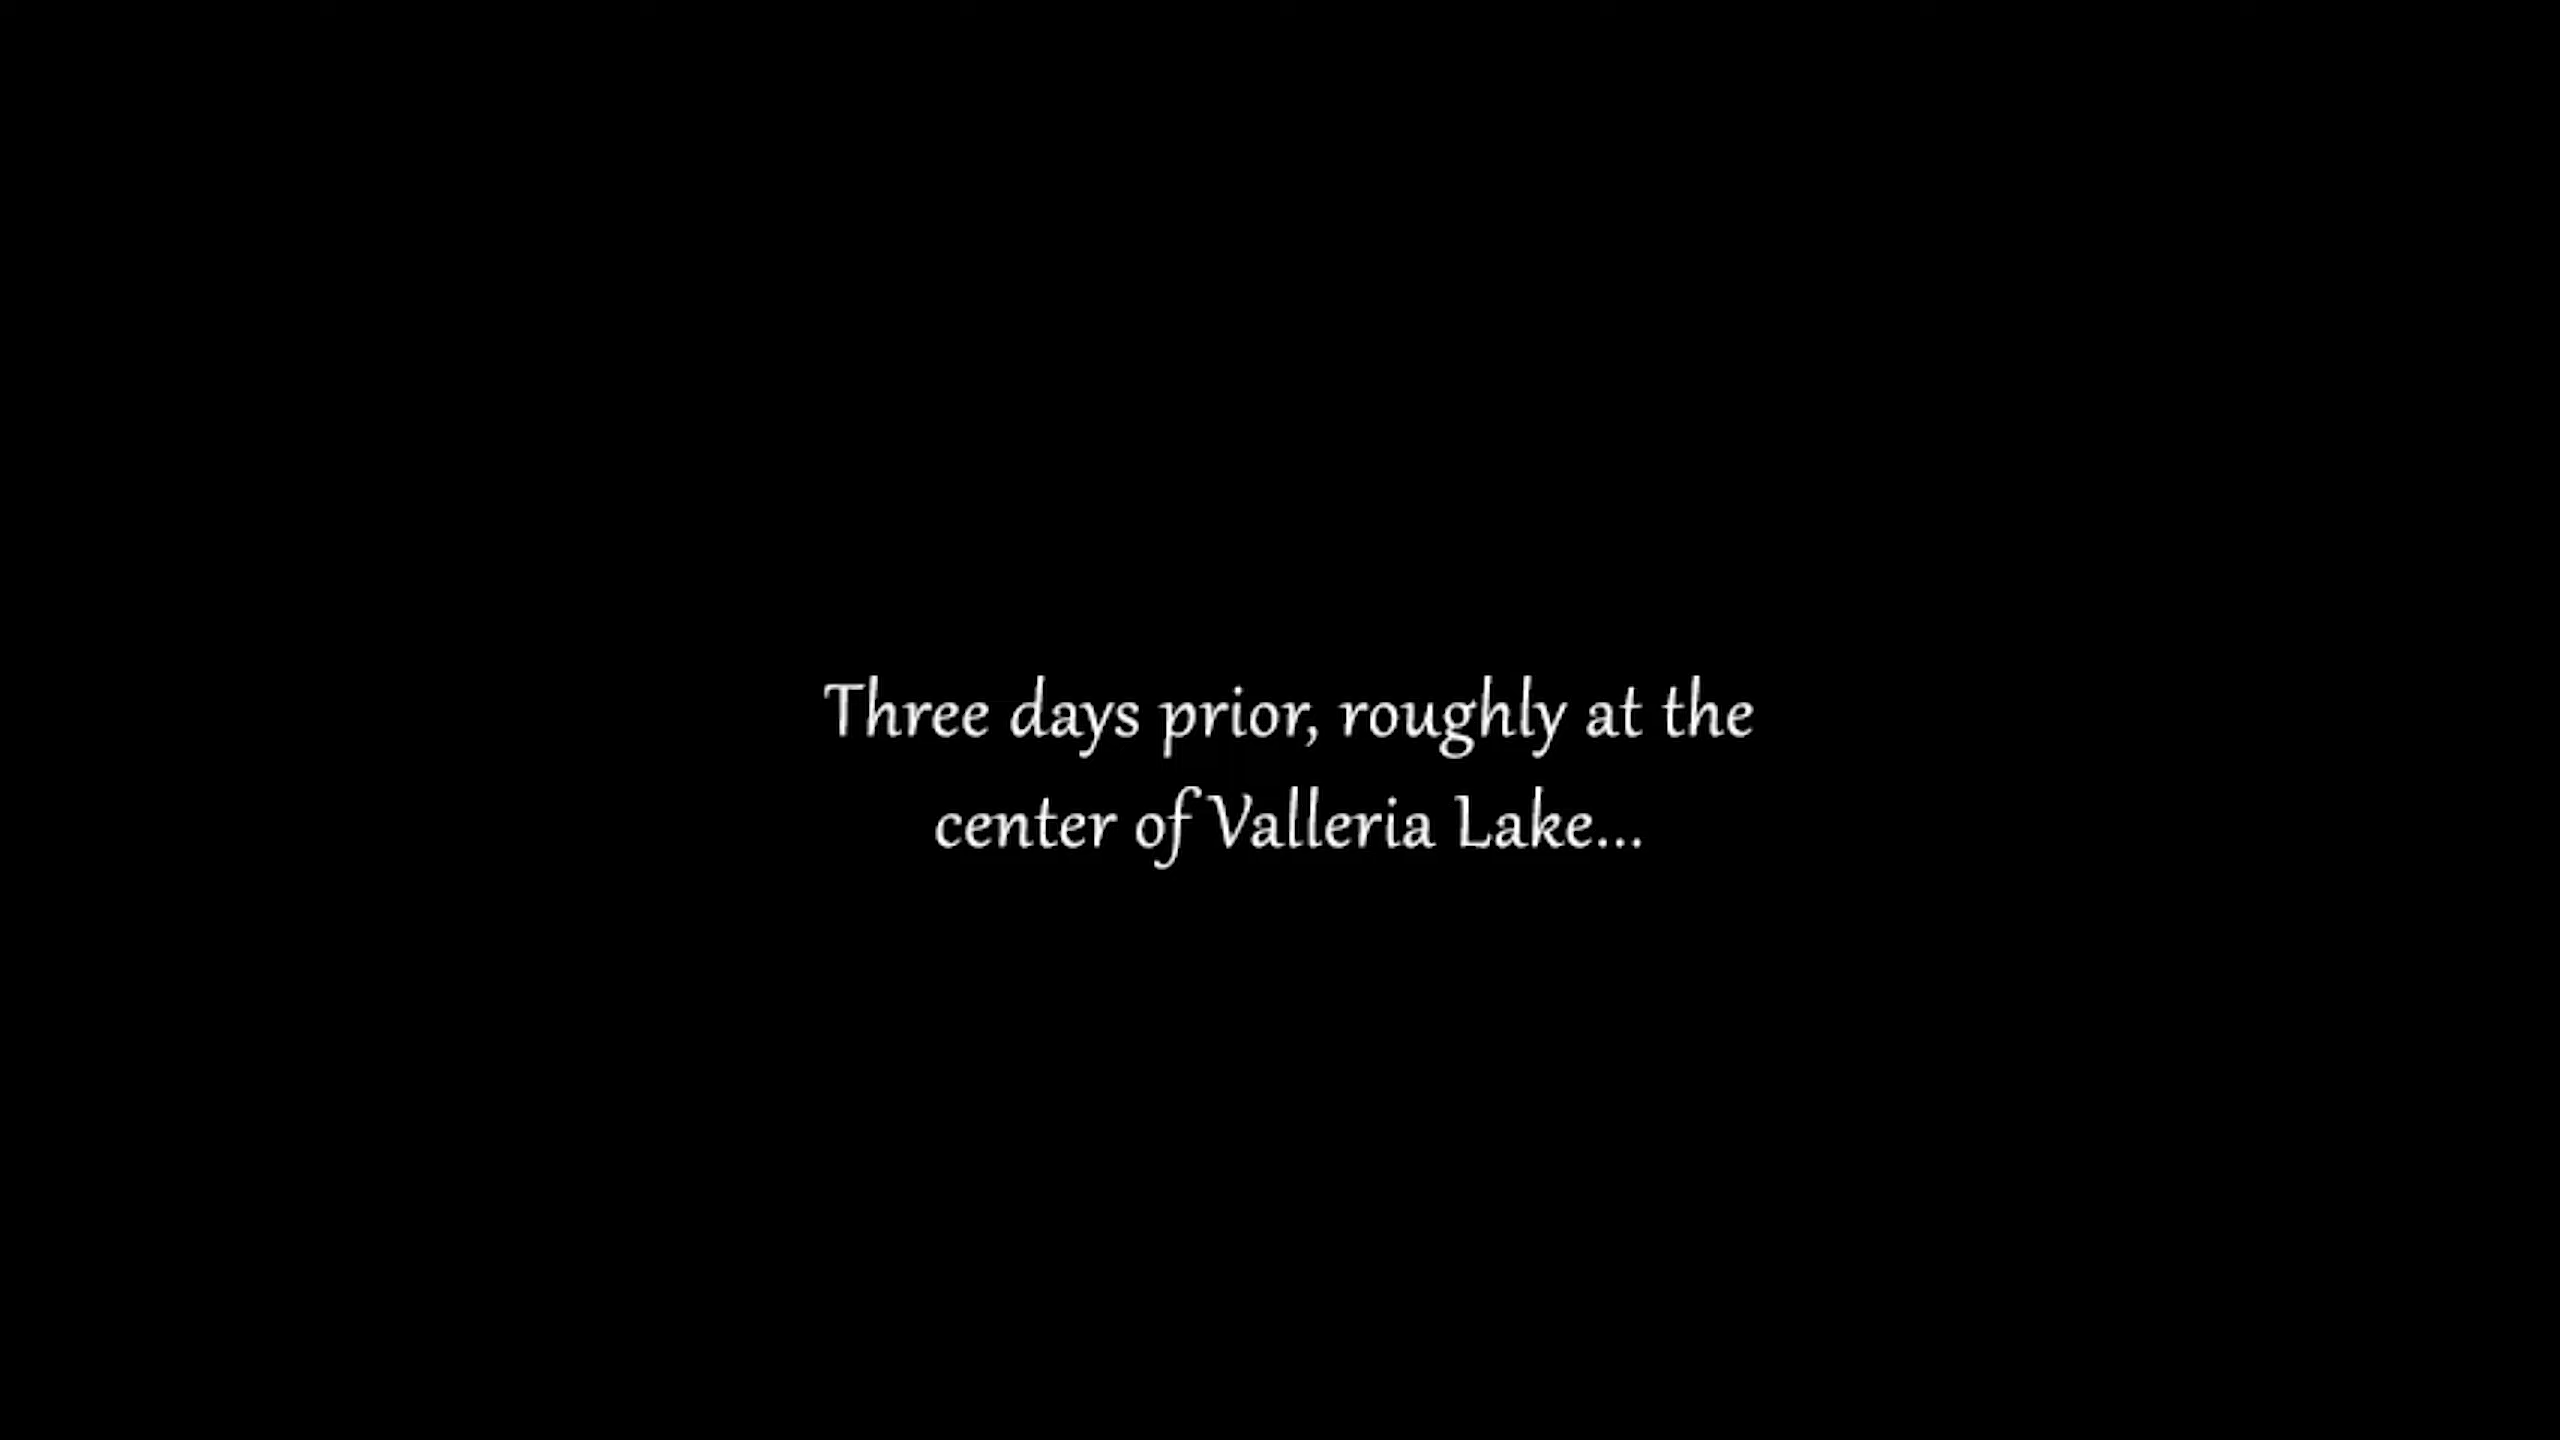 Three days prior, roughly at the
center of Valleria Lake...